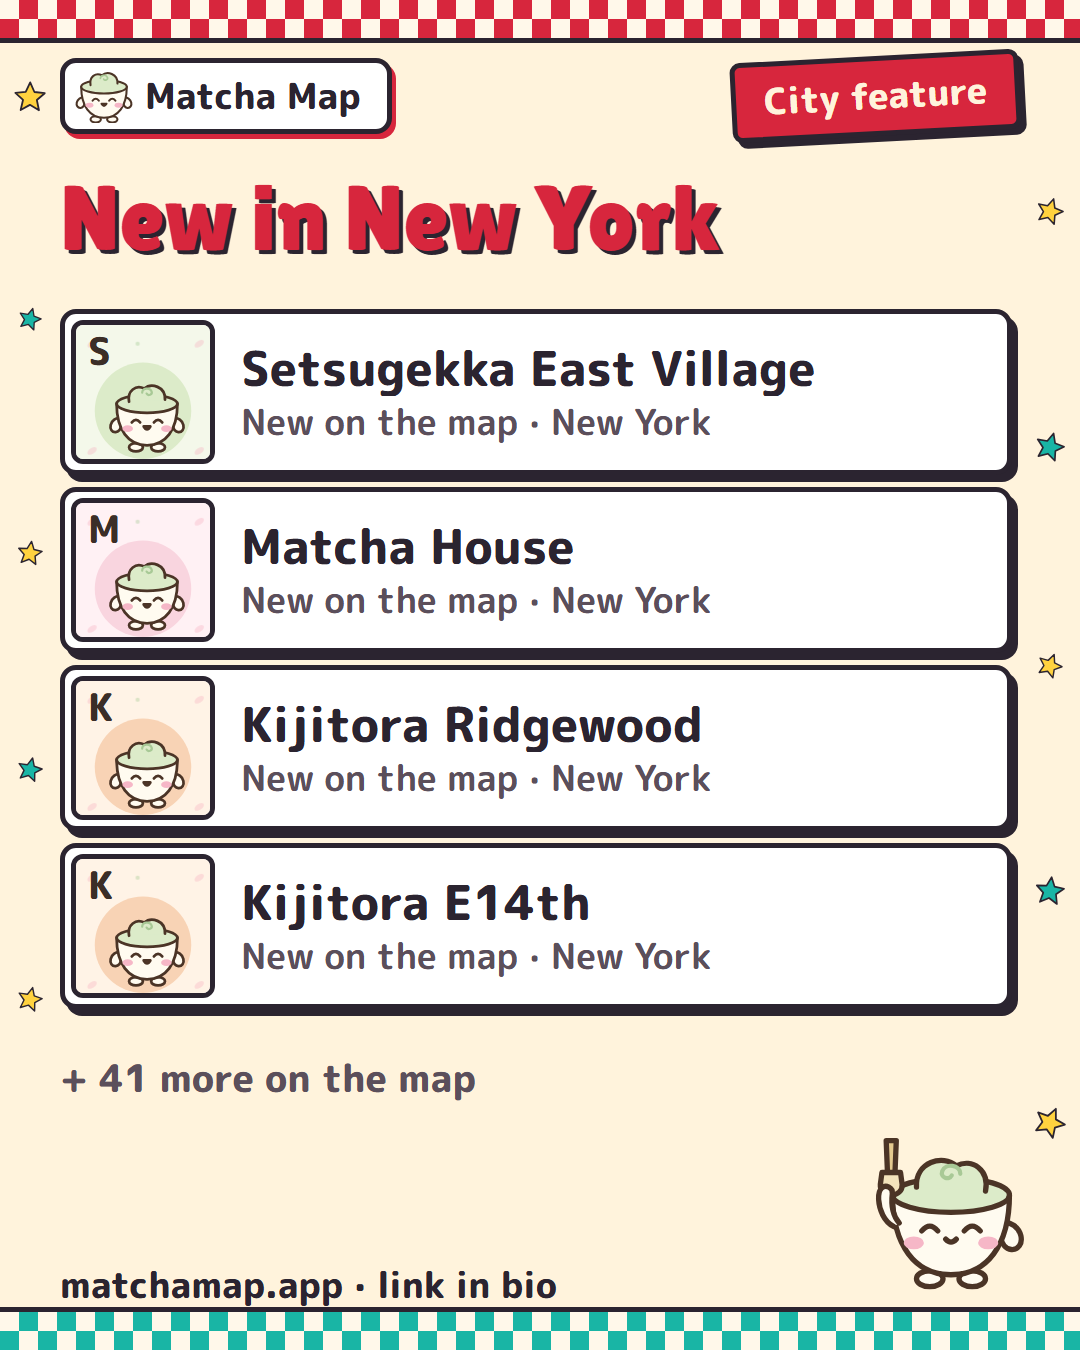 Matcha Map
City feature
New in New York
S
Setsugekka East Village
New on the map · New York
M
Matcha House
New on the map · New York
K
Kijitora Ridgewood
New on the map · New York
K
Kijitora E14th
New on the map · New York
+ 41 more on the map
matchamap.app · link in bio